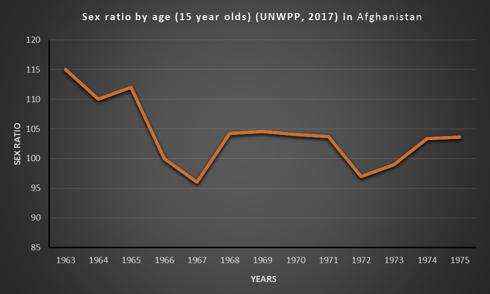 Sex ratio by age (15 year olds) (UNWPP, 2017) in Afghanistan
120
115
110
105
100
95
90
85
SEX RATIO
1963 1964 1965 1966 1967 1968 1969 1970 1971 1972 1973 1974 1975
YEARS